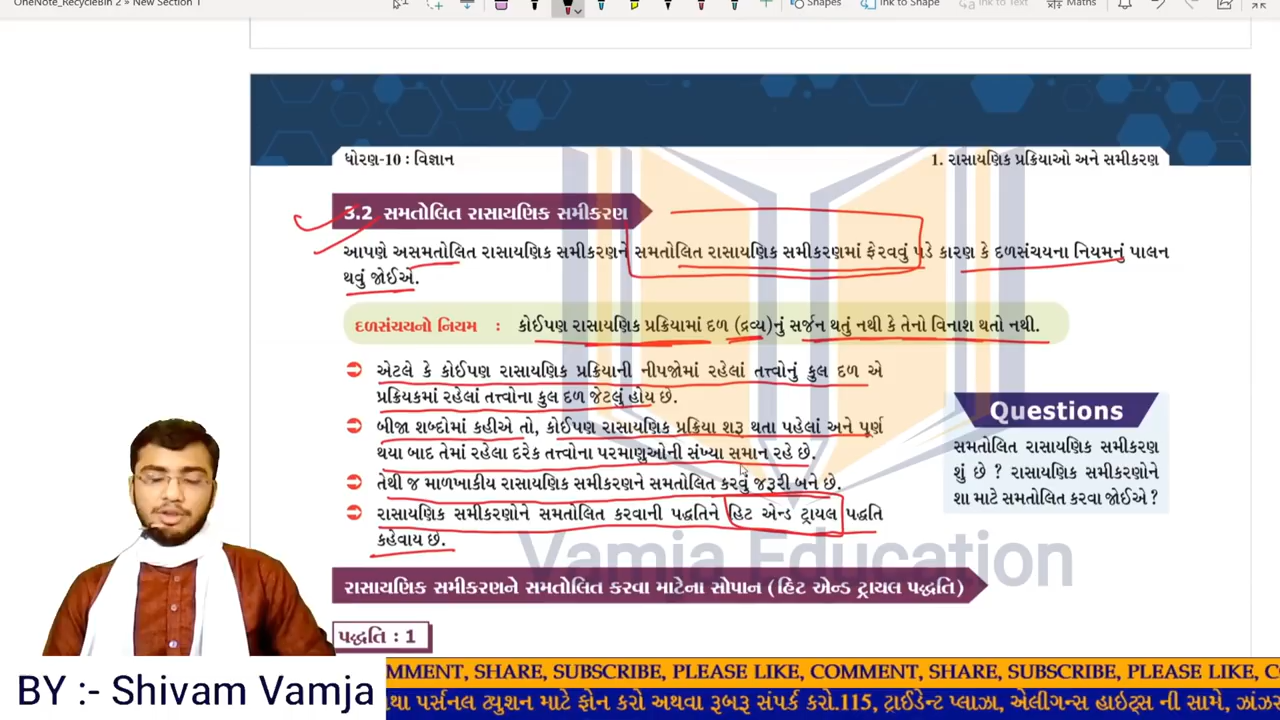 OneNote_RecycleBin 2 » New Section 1
Shapes
Ink to Shape
Ink to Text
Maths
ધોરણ-10 : વિજ્ઞાન
1. રાસાયણિક પ્રક્રિયાઓ અને સમીકરણ
3.2 સમતોલિત રાસાયણિક સમીકરણ
આપણે અસમતોલિત રાસાયણિક સમીકરણને સમતોલિત રાસાયણિક સમીકરણમાં ફેરવવું પડે કારણ કે દળસંચયના નિયમનું પાલન
થવું જોઈએ.
દળસંચયનો નિયમ : કોઈપણ રાસાયણિક પ્રક્રિયામાં દળ (દ્રવ્ય)નું સર્જન થતું નથી કે તેનો વિનાશ થતો નથી.
એટલે કે કોઈપણ રાસાયણિક પ્રક્રિયાની નીપજોમાં રહેલાં તત્ત્વોનું કુલ દળ એ
પ્રક્રિયકમાં રહેલાં તત્ત્વોના કુલ દળ જેટલું હોય છે.
બીજા શબ્દોમાં કહીએ તો, કોઈપણ રાસાયણિક પ્રક્રિયા શરૂ થતા પહેલાં અને પૂર્ણ
થયા બાદ તેમાં રહેલા દરેક તત્ત્વોના પરમાણુઓની સંખ્યા સમાન રહે છે.
તેથી જ માળખાકીય રાસાયણિક સમીકરણને સમતોલિત કરવું જરૂરી બને છે.
રાસાયણિક સમીકરણોને સમતોલિત કરવાની પદ્ધતિને હિટ એન્ડ ટ્રાયલ પદ્ધતિ
કહેવાય છે.
Questions
સમતોલિત રાસાયણિક સમીકરણ
શું છે ? રાસાયણિક સમીકરણોને
શા માટે સમતોલિત કરવા જોઈએ ?
Vamja Education
રાસાયણિક સમીકરણને સમતોલિત કરવા માટેના સોપાન (હિટ એન્ડ ટ્રાયલ પદ્ધતિ)
પદ્ધતિ : 1
BY :- Shivam Vamja
COMMENT, SHARE, SUBSCRIBE, PLEASE LIKE, COMMENT, SHARE, SUBSCRIBE, PLEASE LIKE,
પર્સનલ ટ્યુશન માટે ફોન કરો અથવા રૂબરૂ સંપર્ક કરો.115, ટ્રાઈડેન્ટ પ્લાઝા, એલીગન્સ હાઈટ્સ ની સામે,